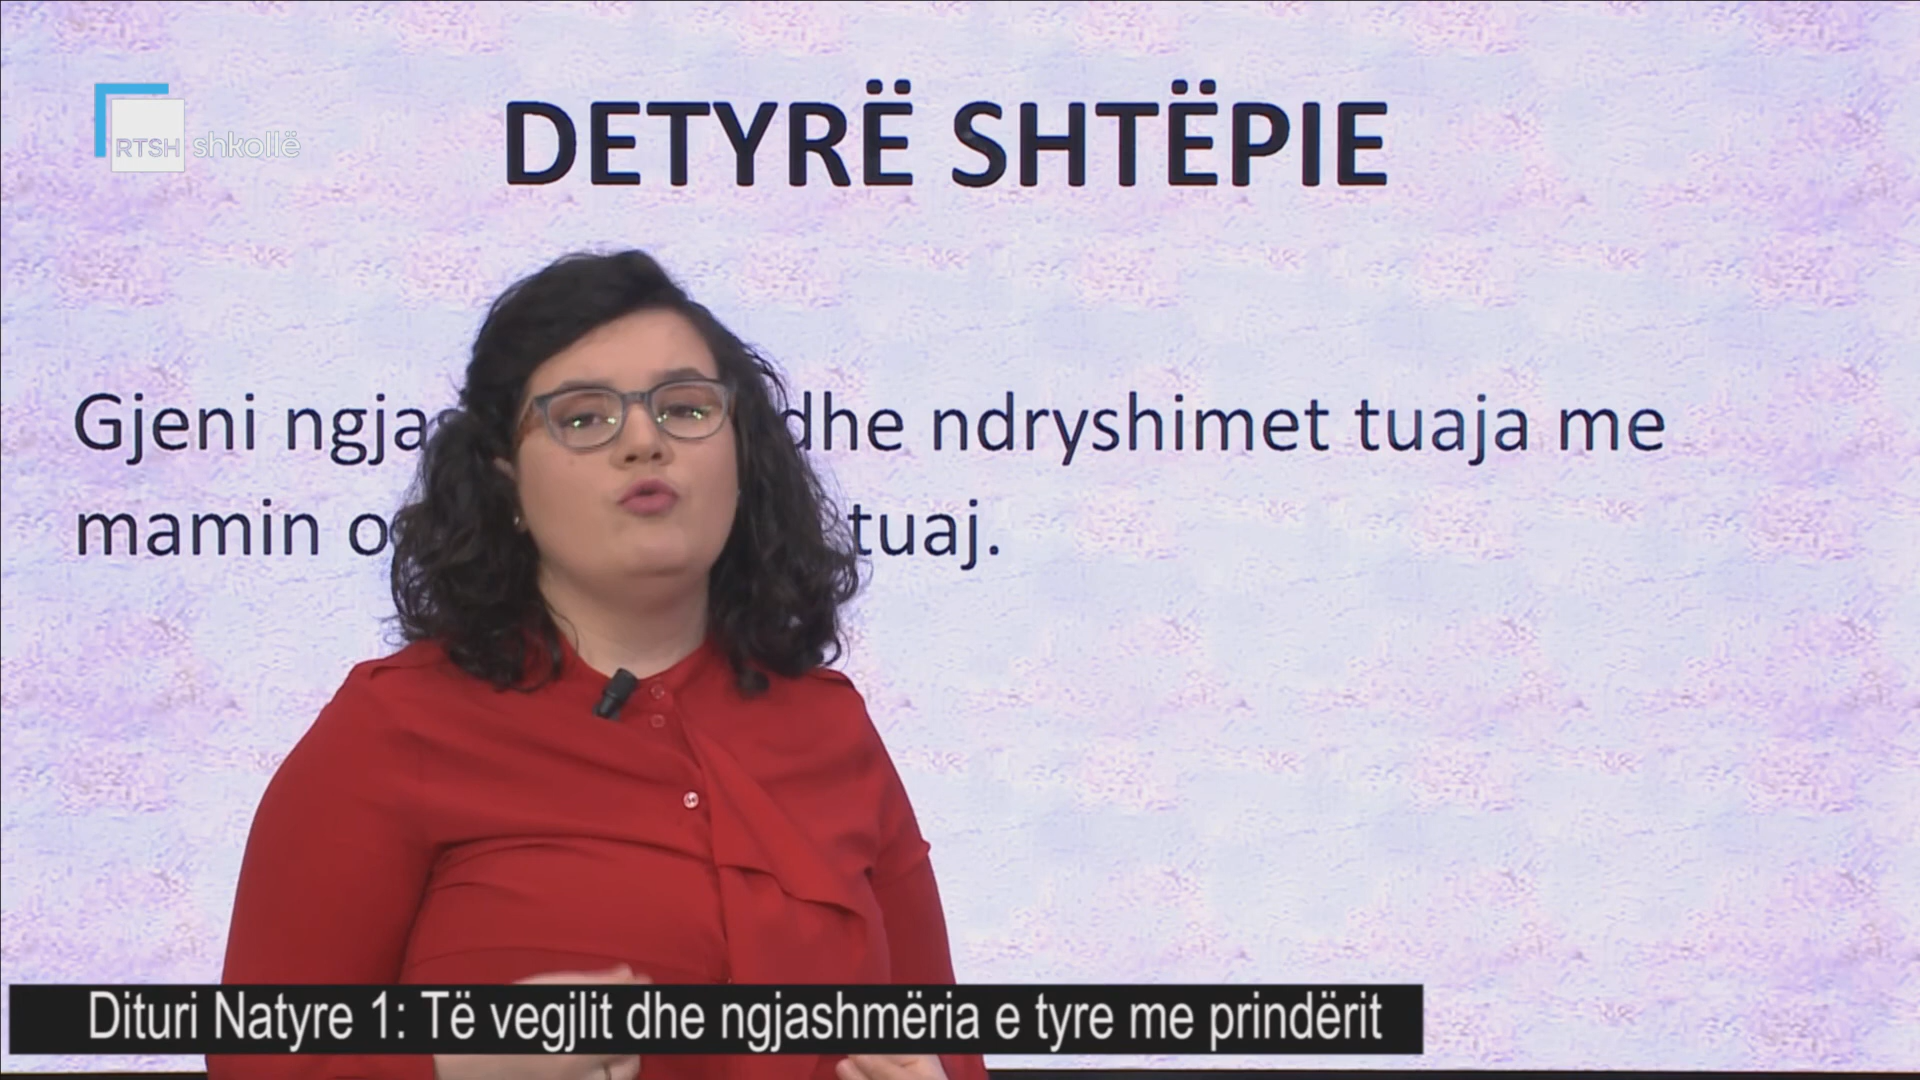 RTSH shkollë
DETYRË SHTËPIE
Gjeni dhe ndryshimet tuaja me
mamin tuaj.
Dituri Natyre 1: Të vegjlit dhe ngjashmëria e tyre me prindërit